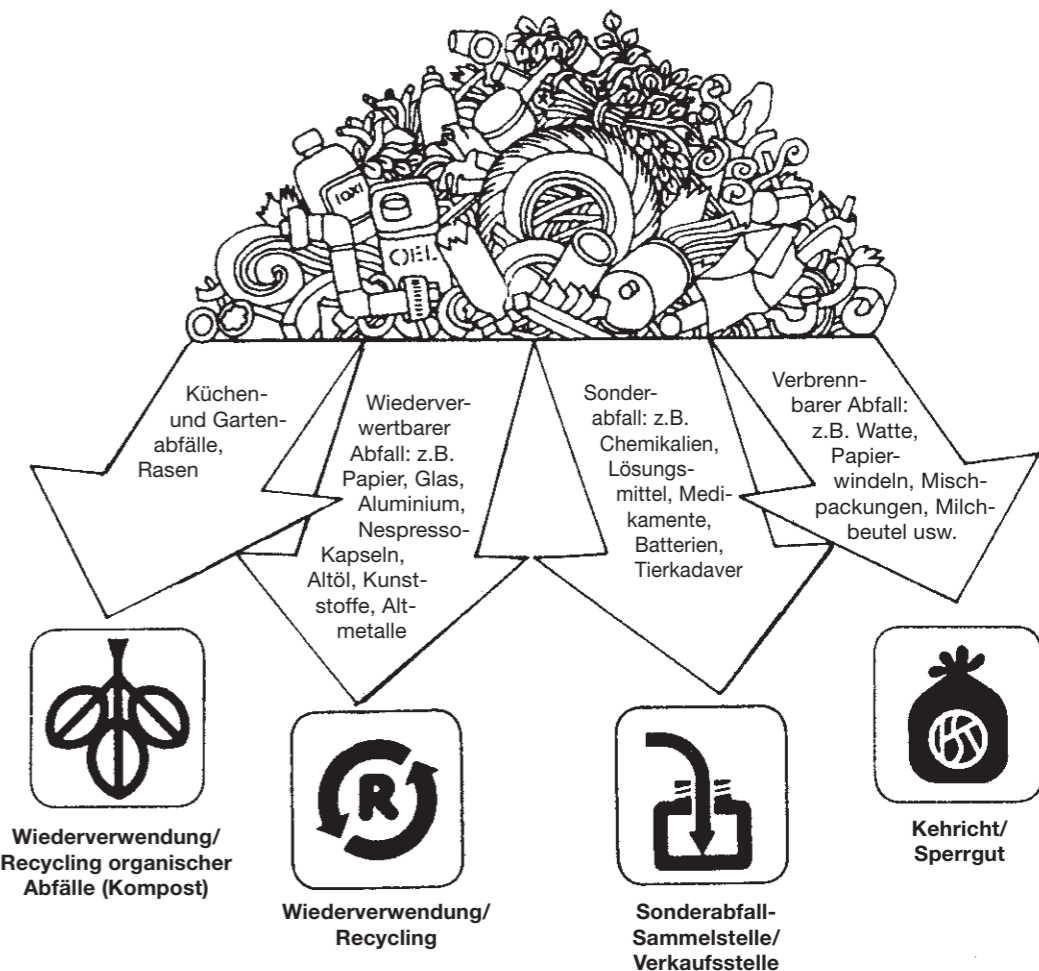 TOXI
OEL
Küchen-
und Garten-
abfälle,
Rasen
Wiederver-
wertbarer
Abfall: z.B.
Papier, Glas,
Aluminium,
Nespresso-
Kapseln,
Altöl, Kunst-
stoffe, Alt-
metalle
Sonder-
abfall: z.B.
Chemikalien,
Lösungs-
mittel, Medi-
kamente,
Batterien,
Tierkadaver
Verbrenn-
barer Abfall:
z.B. Watte,
Papier-
windeln, Misch-
packungen, Milch-
beutel usw.
Wiederverwendung/
Recycling organischer
Abfälle (Kompost)
R
Wiederverwendung/
Recycling
Sonderabfall-
Sammelstelle/
Verkaufsstelle
Kehricht/
Sperrgut